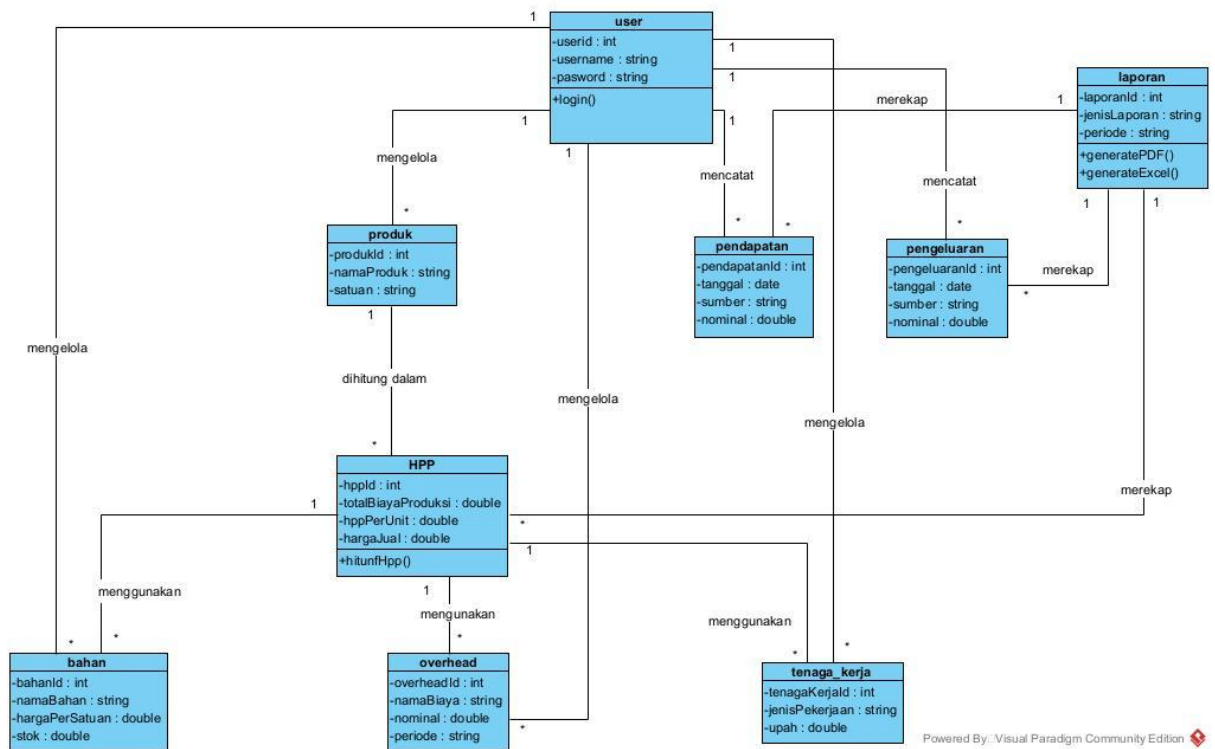 user
-userid : int
-username : string
-pasword : string
+login()
1
1
1
1
1
1
laporan
-laporanId : int
-jenisLaporan : string
-periode : string
+generatePDF()
+generateExcel()
merekap
1
1
1
mengelola
*
mencatat
*
*
mencatat
*
produk
-produkId : int
-namaProduk : string
-satuan : string
1
pendapatan
-pendapatanId : int
-tanggal : date
-sumber : string
-nominal : double
pengeluaran
-pengeluaranId : int
-tanggal : date
-sumber : string
-nominal : double
merekap
*
mengelola
dihitung dalam
*
mengelola
mengelola
HPP
-hppId : int
-totalBiayaProduksi : double
-hppPerUnit : double
-hargaJual : double
+hitunfHpp()
1
*
1
1
merekap
menggunakan
*
*
mengunakan
*
menggunakan
*
*
bahan
-bahanId : int
-namaBahan : string
-hargaPerSatuan : double
-stok : double
overhead
-overheadId : int
-namaBiaya : string
-nominal : double
-periode : string
*
tenaga_kerja
-tenagaKerjaId : int
-jenisPekerjaan : string
-upah : double
Powered By Visual Paradigm Community Edition